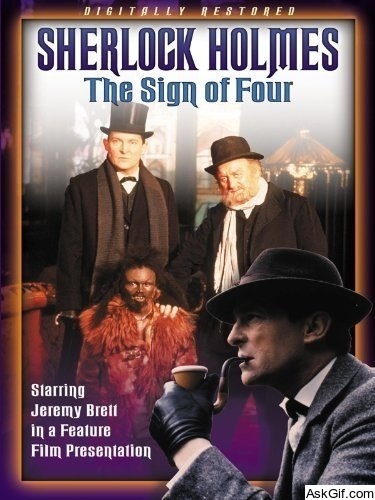 DIGITALLY RESTORED
SHERLOCK HOLMES
The Sign of Four
Starring
Jeremy Brett
in a Feature
Film Presentation
AskGif.com